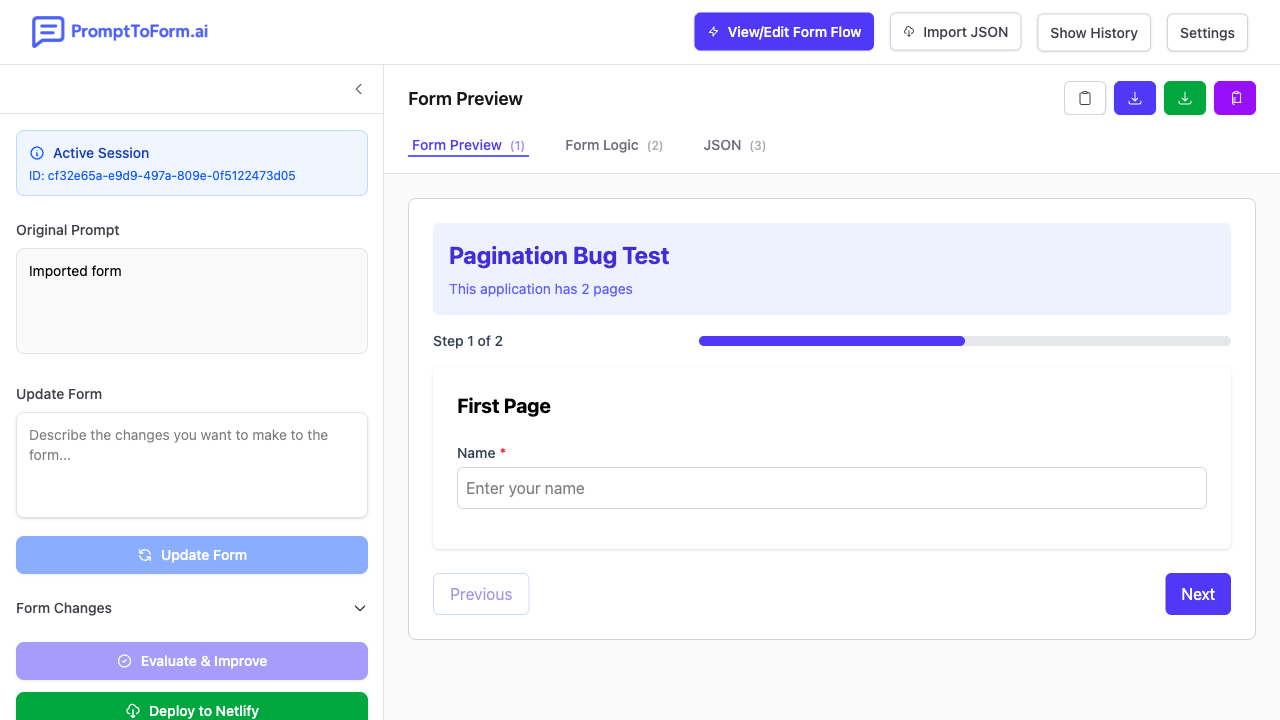 PromptToForm.ai
View/Edit Form Flow
Import JSON
Show History
Settings
Active Session
ID: cf32e65a-e9d9-497a-809e-0f5122473d05
Original Prompt
Imported form
Update Form
Describe the changes you want to make to the
form...
Update Form
Form Changes
Evaluate & Improve
Deploy to Netlify
Form Preview
Form Preview (1)
Form Logic (2)
JSON (3)
Pagination Bug Test
This application has 2 pages
Step 1 of 2
First Page
Name *
Enter your name
Previous
Next